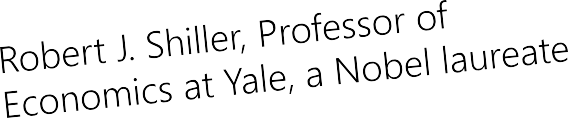 Robert J. Shiller, Professor of
Economics at Yale, a Nobel laureate